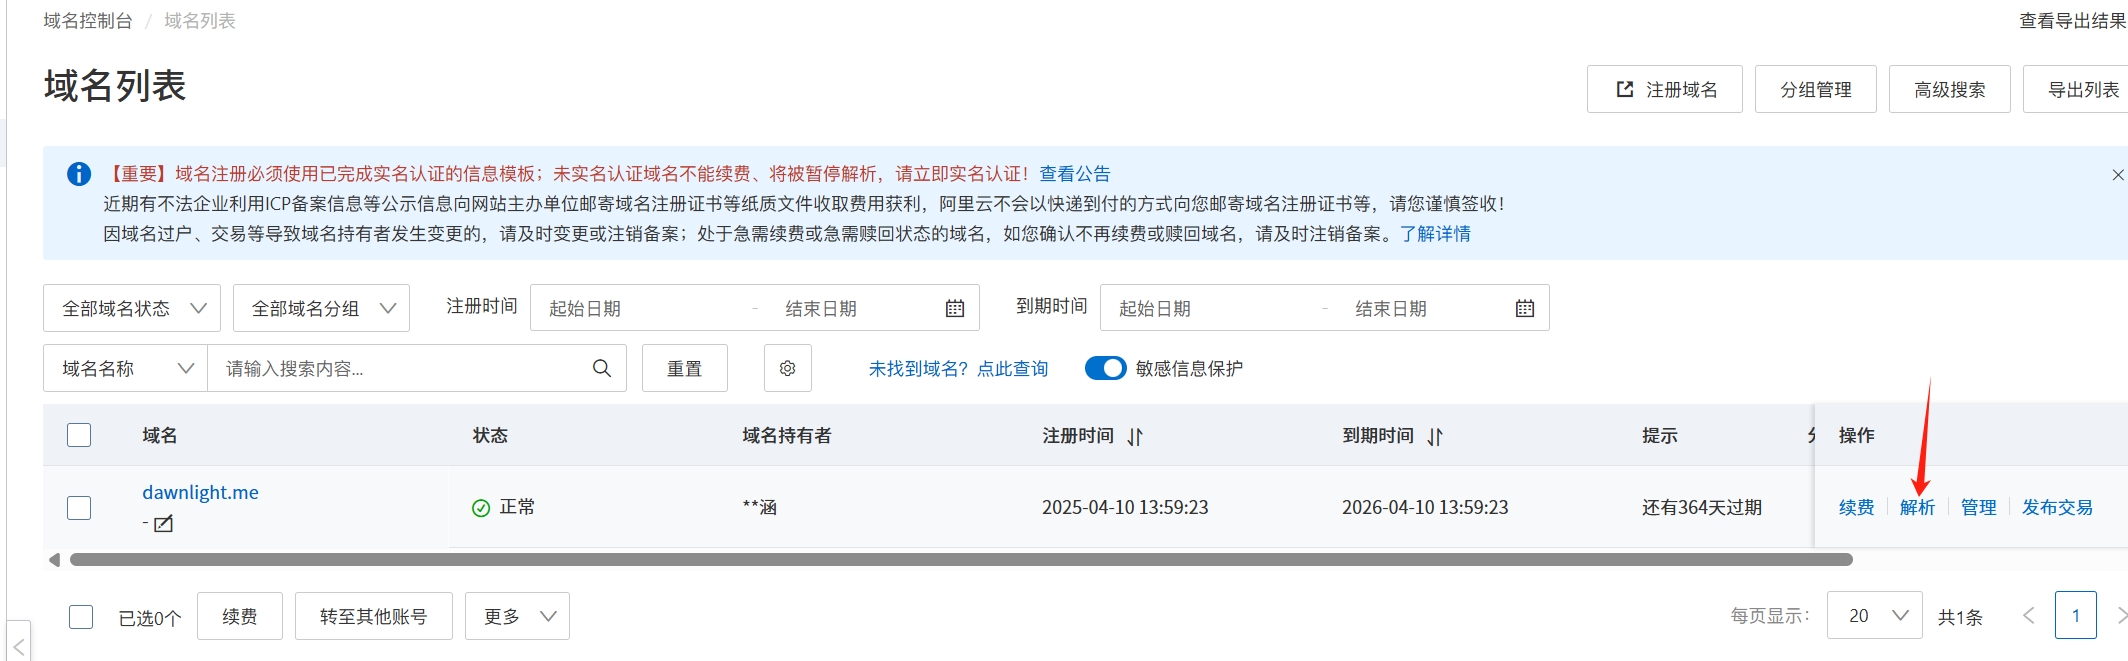 域名控制台 / 域名列表
查看导出结果
域名列表
注册域名 分组管理 高级搜索 导出列表
【重要】域名注册必须使用已完成实名认证的信息模板；未实名认证域名不能续费、将被暂停解析，请立即实名认证！查看公告
近期有不法企业利用ICP备案信息等公示信息向网站主办单位邮寄域名注册证书等纸质文件收取费用获利，阿里云不会以快递到付的方式向您邮寄域名注册证书等，请您谨慎签收！
因域名过户、交易等导致域名持有者发生变更的，请及时变更或注销备案；处于急需续费或急需赎回状态的域名，如您确认不再续费或赎回域名，请及时注销备案。了解详情
全部域名状态 全部域名分组 注册时间 起始日期 - 结束日期 到期时间 起始日期 - 结束日期
域名名称 请输入搜索内容... 重置 未找到域名？点此查询 敏感信息保护
域名 状态 域名持有者 注册时间 到期时间 提示 操作
dawnlight.me 正常 **涵 2025-04-10 13:59:23 2026-04-10 13:59:23 还有364天过期 续费 解析 管理 发布交易
-
已选0个 续费 转至其他账号 更多 每页显示： 20 共1条 1